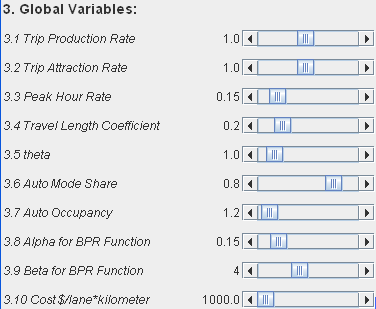 3. Global Variables:
3.1 Trip Production Rate 1.0
3.2 Trip Attraction Rate 1.0
3.3 Peak Hour Rate 0.15
3.4 Travel Length Coefficient 0.2
3.5 theta 1.0
3.6 Auto Mode Share 0.8
3.7 Auto Occupancy 1.2
3.8 Alpha for BPR Function 0.15
3.9 Beta for BPR Function 4
3.10 Cost $/lane*kilometer 1000.0